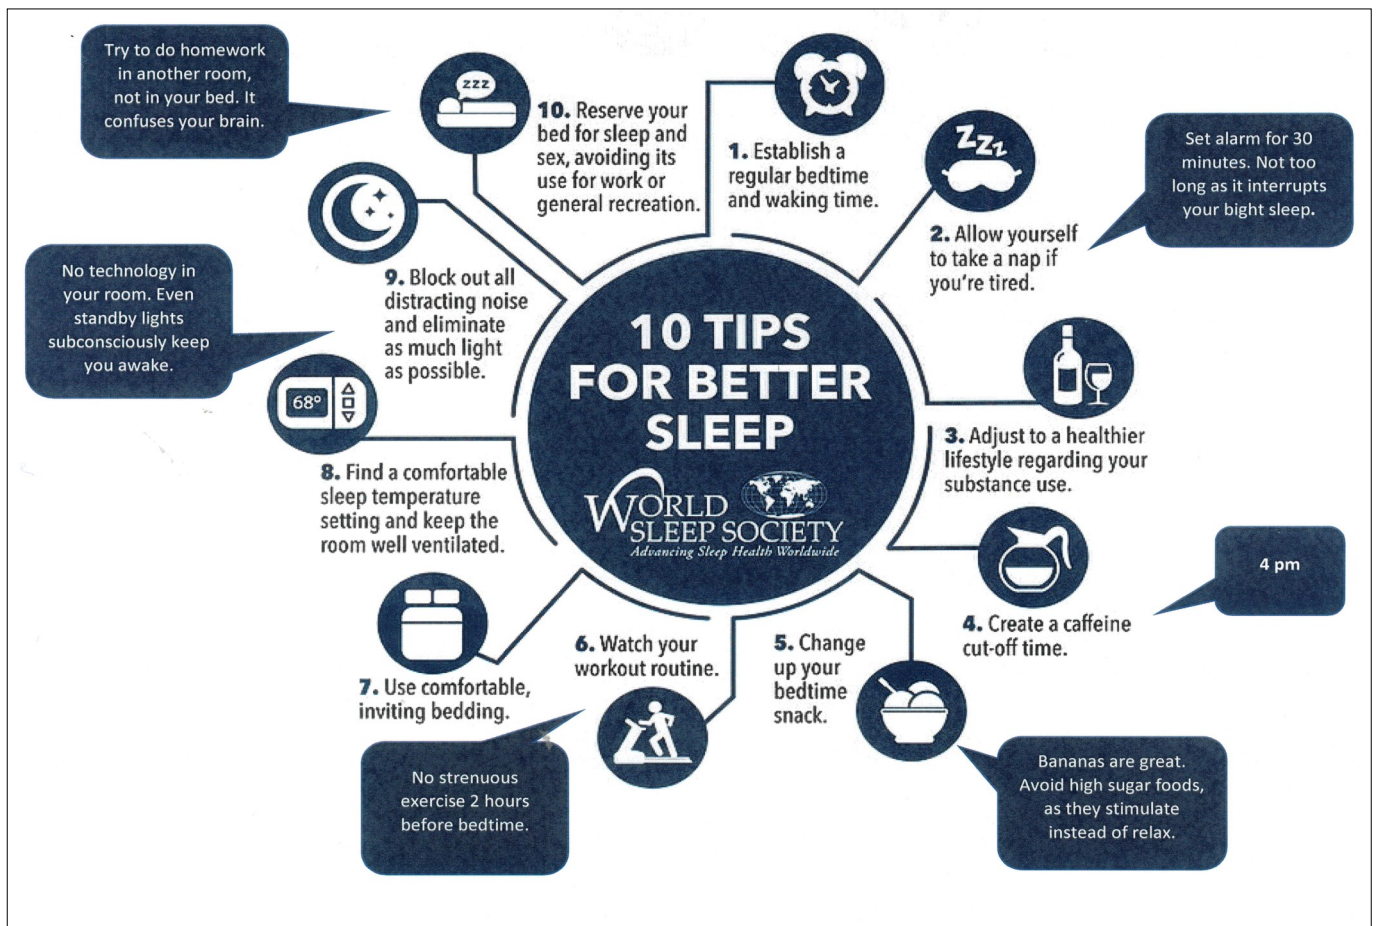 Try to do homework
in another room,
not in your bed. It
confuses your brain.
zzz
10. Reserve your
bed for sleep and
sex, avoiding its
use for work or
general recreation.
1. Establish a
regular bedtime
and waking time.
ZZZ
2. Allow yourself
to take a nap if
you're tired.
Set alarm for 30
minutes. Not too
long as it interrupts
your bight sleep.
No technology in
your room. Even
standby lights
subconsciously keep
you awake.
9. Block out all
distracting noise
and eliminate
as much light
as possible.
10 TIPS
FOR BETTER
SLEEP
WORLD
SLEEP SOCIETY
Advancing Sleep Health Worldwide
3. Adjust to a healthier
lifestyle regarding your
substance use.
68°
8. Find a comfortable
sleep temperature
setting and keep the
room well ventilated.
4. Create a caffeine
cut-off time.
4 pm
7. Use comfortable,
inviting bedding.
6. Watch your
workout routine.
5. Change
up your
bedtime
snack.
No strenuous
exercise 2 hours
before bedtime.
Bananas are great.
Avoid high sugar foods,
as they stimulate
instead of relax.